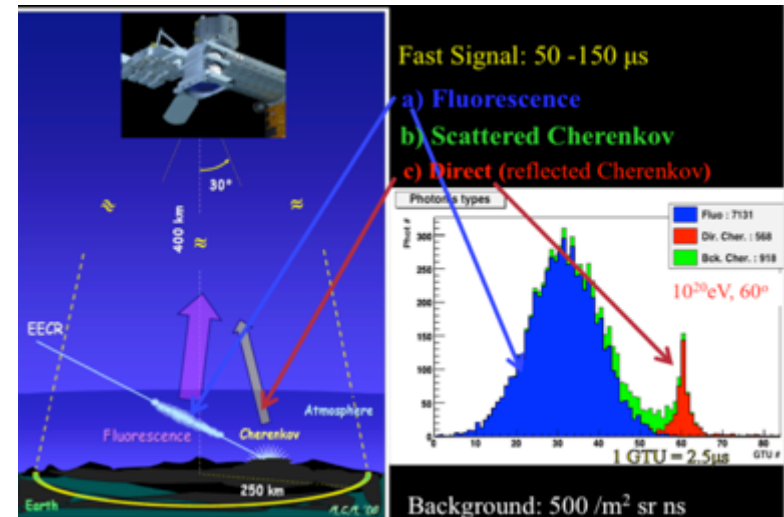 Fast Signal: 50 -150 μs
a) Fluorescence
b) Scattered Cherenkov
c) Direct (reflected Cherenkov)
30°
400 km
EECR
Fluorescence
Cherenkov
Atmosphere
250 km
Earth
Photons types
Phot #
300
250
200
150
100
50
0
Fluo : 7131
Dir. Cher. : 568
Bck. Cher. : 918
10²⁰eV, 60°
0 10 20 30 40 50 60 70 80
GTU #
1 GTU = 2.5μs
Background: 500 /m² sr ns